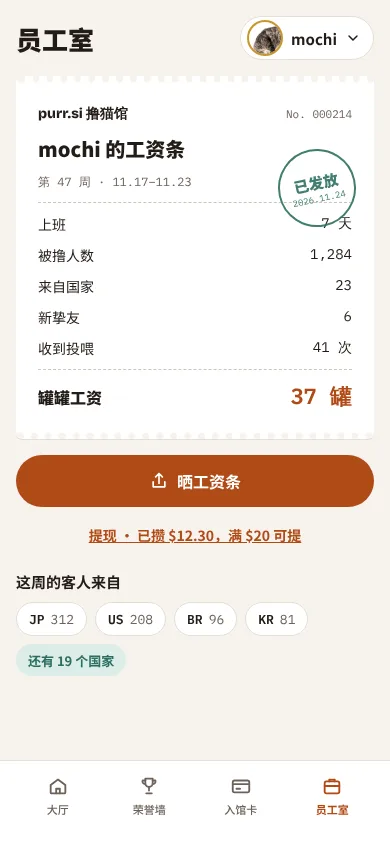 员工室
mochi
purr.si 撸猫馆
No. 000214
mochi 的工资条
第 47 周 · 11.17–11.23
已发放
2026.11.24
上班 7 天
被撸人数 1,284
来自国家 23
新挚友 6
收到投喂 41 次
罐罐工资 37 罐
晒工资条
提现 · 已攒 $12.30，满 $20 可提
这周的客人来自
JP 312 US 208 BR 96 KR 81
还有 19 个国家
大厅 荣誉墙 入馆卡 员工室